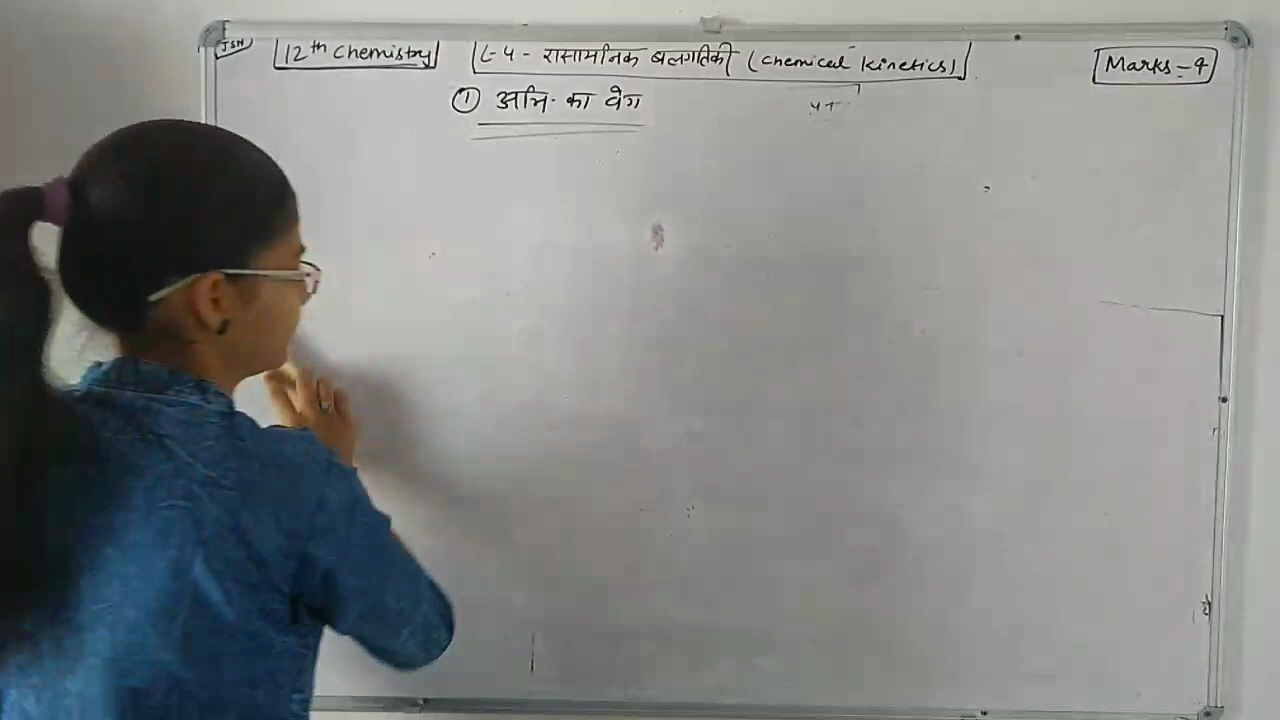 JSN
12th Chemistry
L-4 - रासायनिक बलगतिकी (Chemical Kinetics)
Marks - 4
① अभि. का वेग